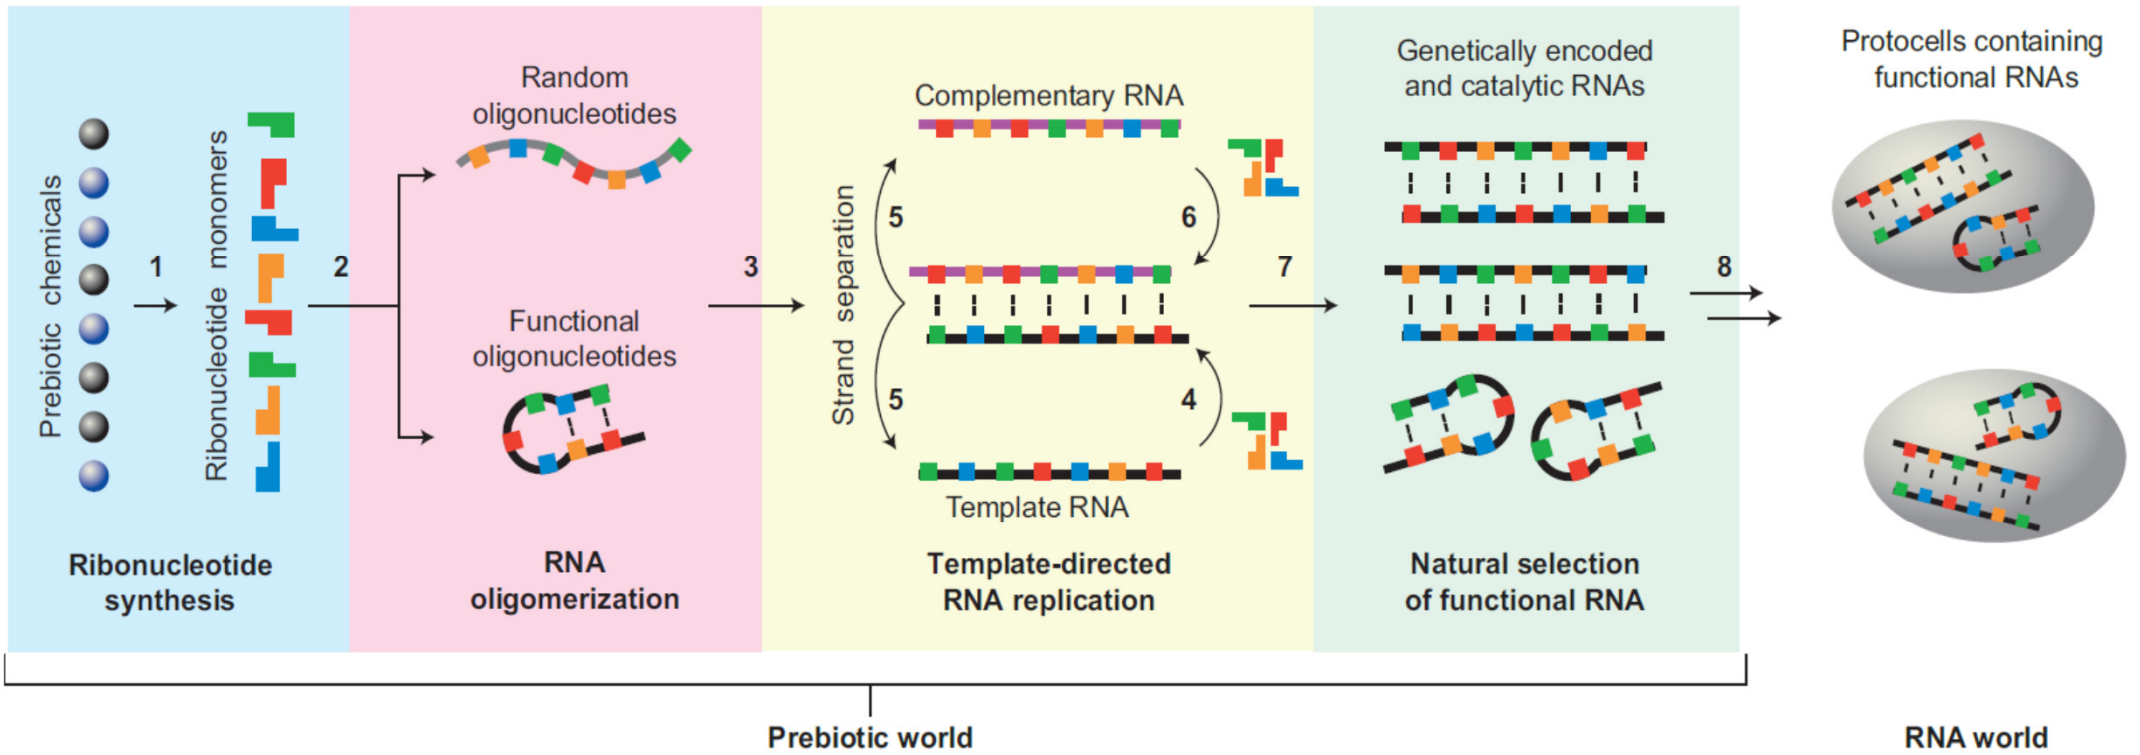 Prebiotic chemicals
1
Ribonucleotide monomers
Ribonucleotide
synthesis
2
Random
oligonucleotides
Functional
oligonucleotides
RNA
oligomerization
3
Complementary RNA
Strand separation
5
6
5
4
Template RNA
Template-directed
RNA replication
7
Genetically encoded
and catalytic RNAs
Natural selection
of functional RNA
8
Protocells containing
functional RNAs
Prebiotic world
RNA world